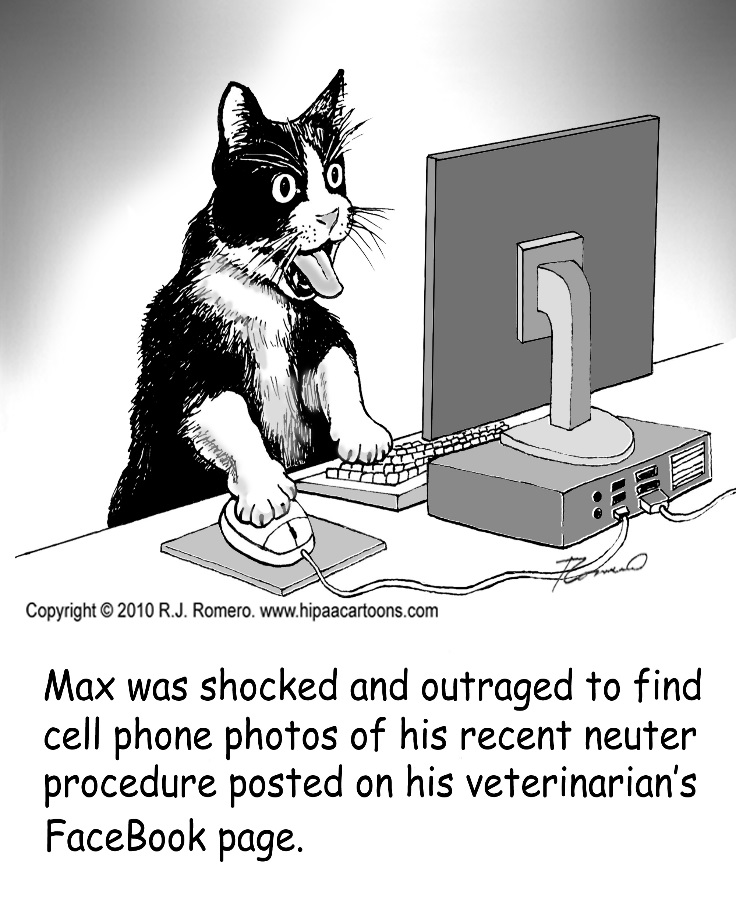 Copyright © 2010 R.J. Romero. www.hipaacartoons.com
Max was shocked and outraged to find
cell phone photos of his recent neuter
procedure posted on his veterinarian's
FaceBook page.